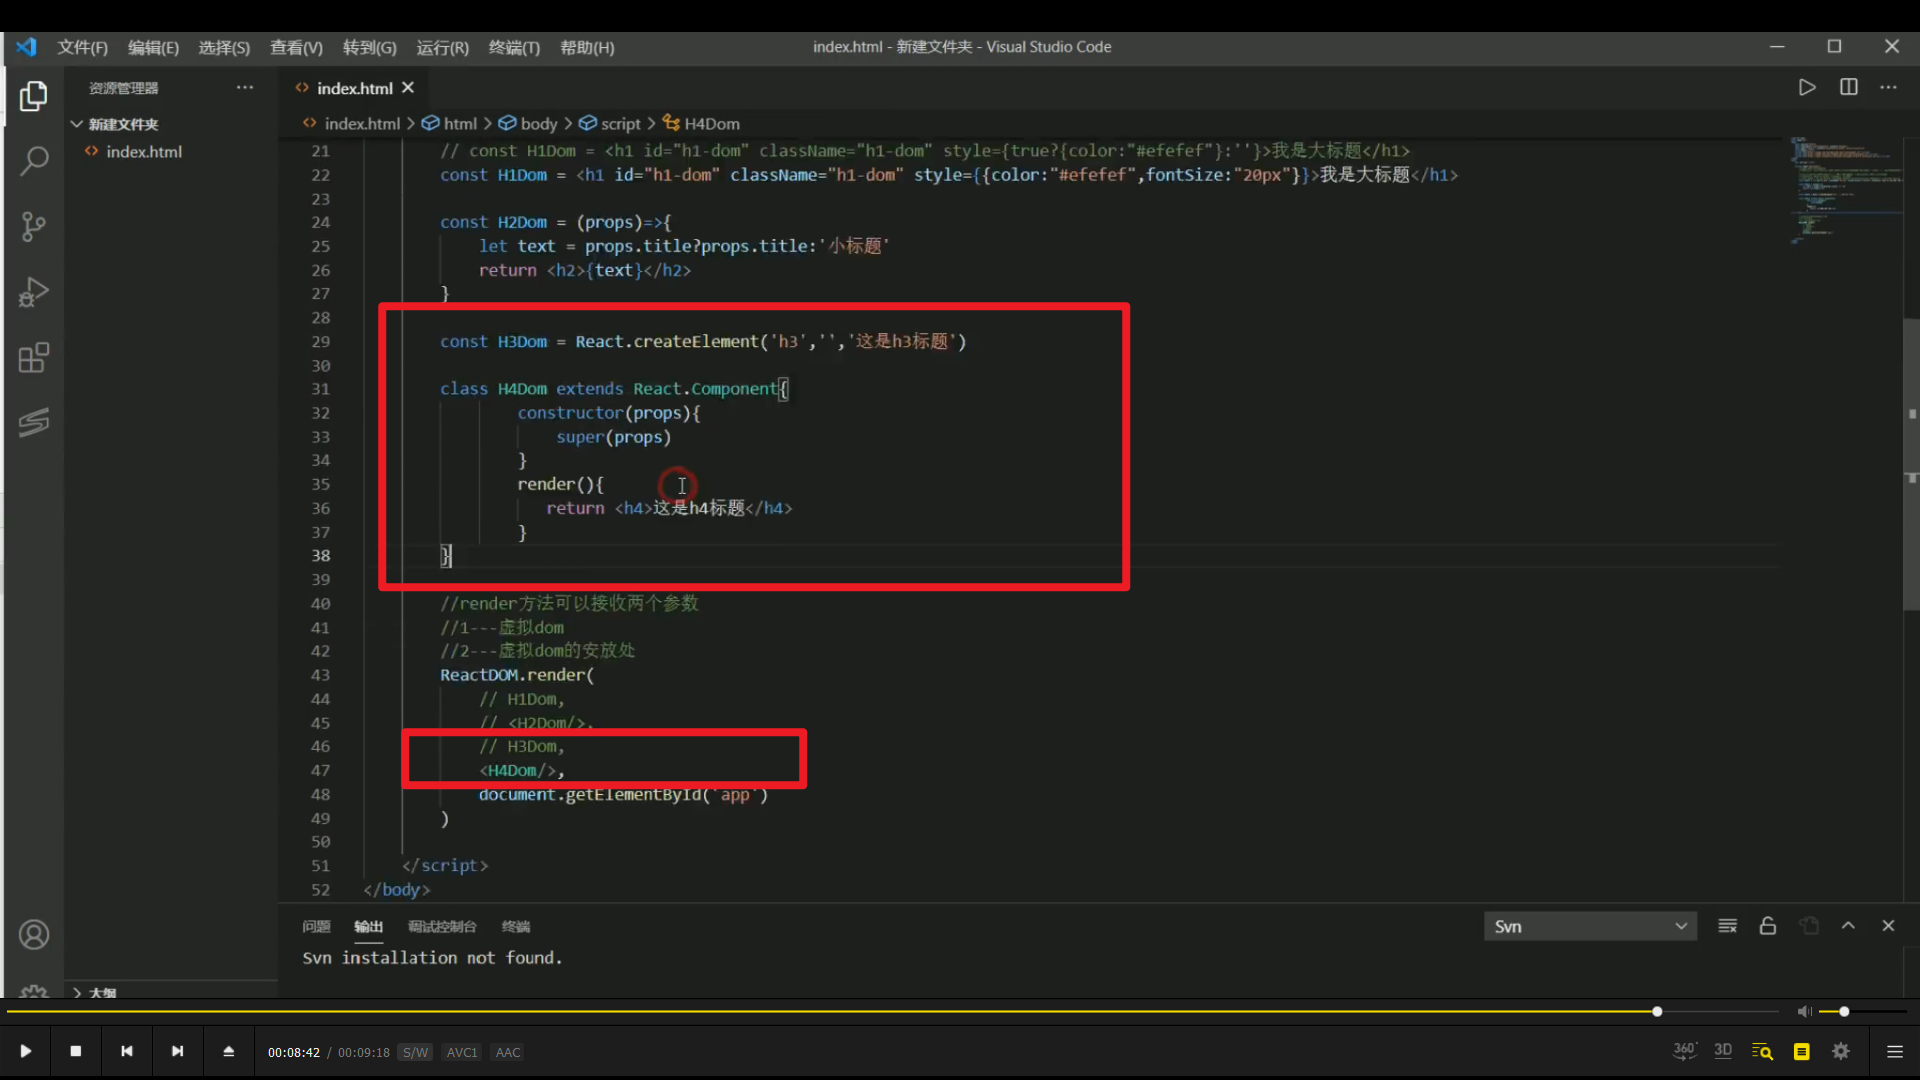 文件(F) 编辑(E) 选择(S) 查看(V) 转到(G) 运行(R) 终端(T) 帮助(H) index.html - 新建文件夹 - Visual Studio Code
资源管理器
新建文件夹
index.html
index.html
index.html > html > body > script > H4Dom
21 // const H1Dom = <h1 id="h1-dom" className="h1-dom" style={true?{color:"#efefef"}:''}>我是大标题</h1>
22 const H1Dom = <h1 id="h1-dom" className="h1-dom" style={{color:"#efefef",fontSize:"20px"}}>我是大标题</h1>
23
24 const H2Dom = (props)=>{
25 let text = props.title?props.title:'小标题'
26 return <h2>{text}</h2>
27 }
28
29 const H3Dom = React.createElement('h3','','这是h3标题')
30
31 class H4Dom extends React.Component{
32 constructor(props){
33 super(props)
34 }
35 render(){
36 return <h4>这是h4标题</h4>
37 }
38 }
39
40 //render方法可以接收两个参数
41 //1---虚拟dom
42 //2---虚拟dom的安放处
43 ReactDOM.render(
44 // H1Dom,
45 // <H2Dom/>,
46 // H3Dom,
47 <H4Dom/>,
48 document.getElementById('app')
49 )
50
51 </script>
52 </body>
问题 输出 调试控制台 终端 Svn
Svn installation not found.
大纲
00:08:42 / 00:09:18 S/W AVC1 AAC 360° 3D